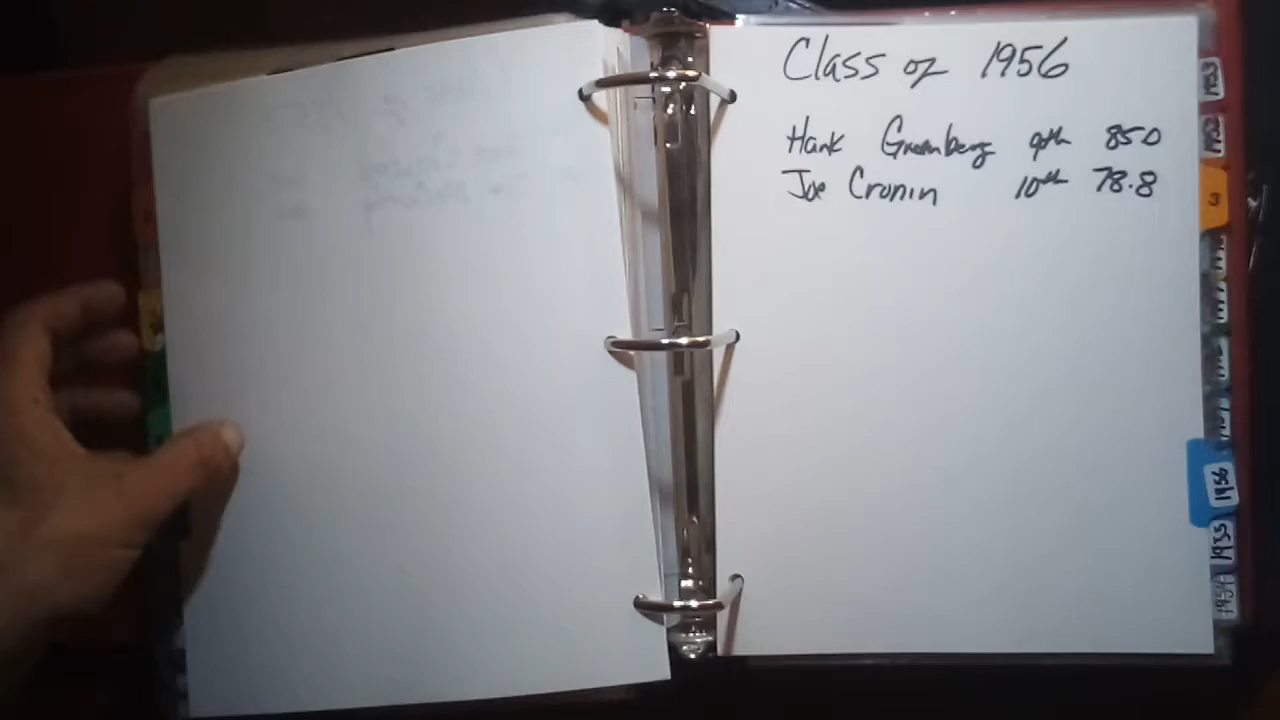 Class of 1956
Hank Greenberg 9th 85.0
Joe Cronin 10th 78.8
1953
1952
3
1956
1955
1954